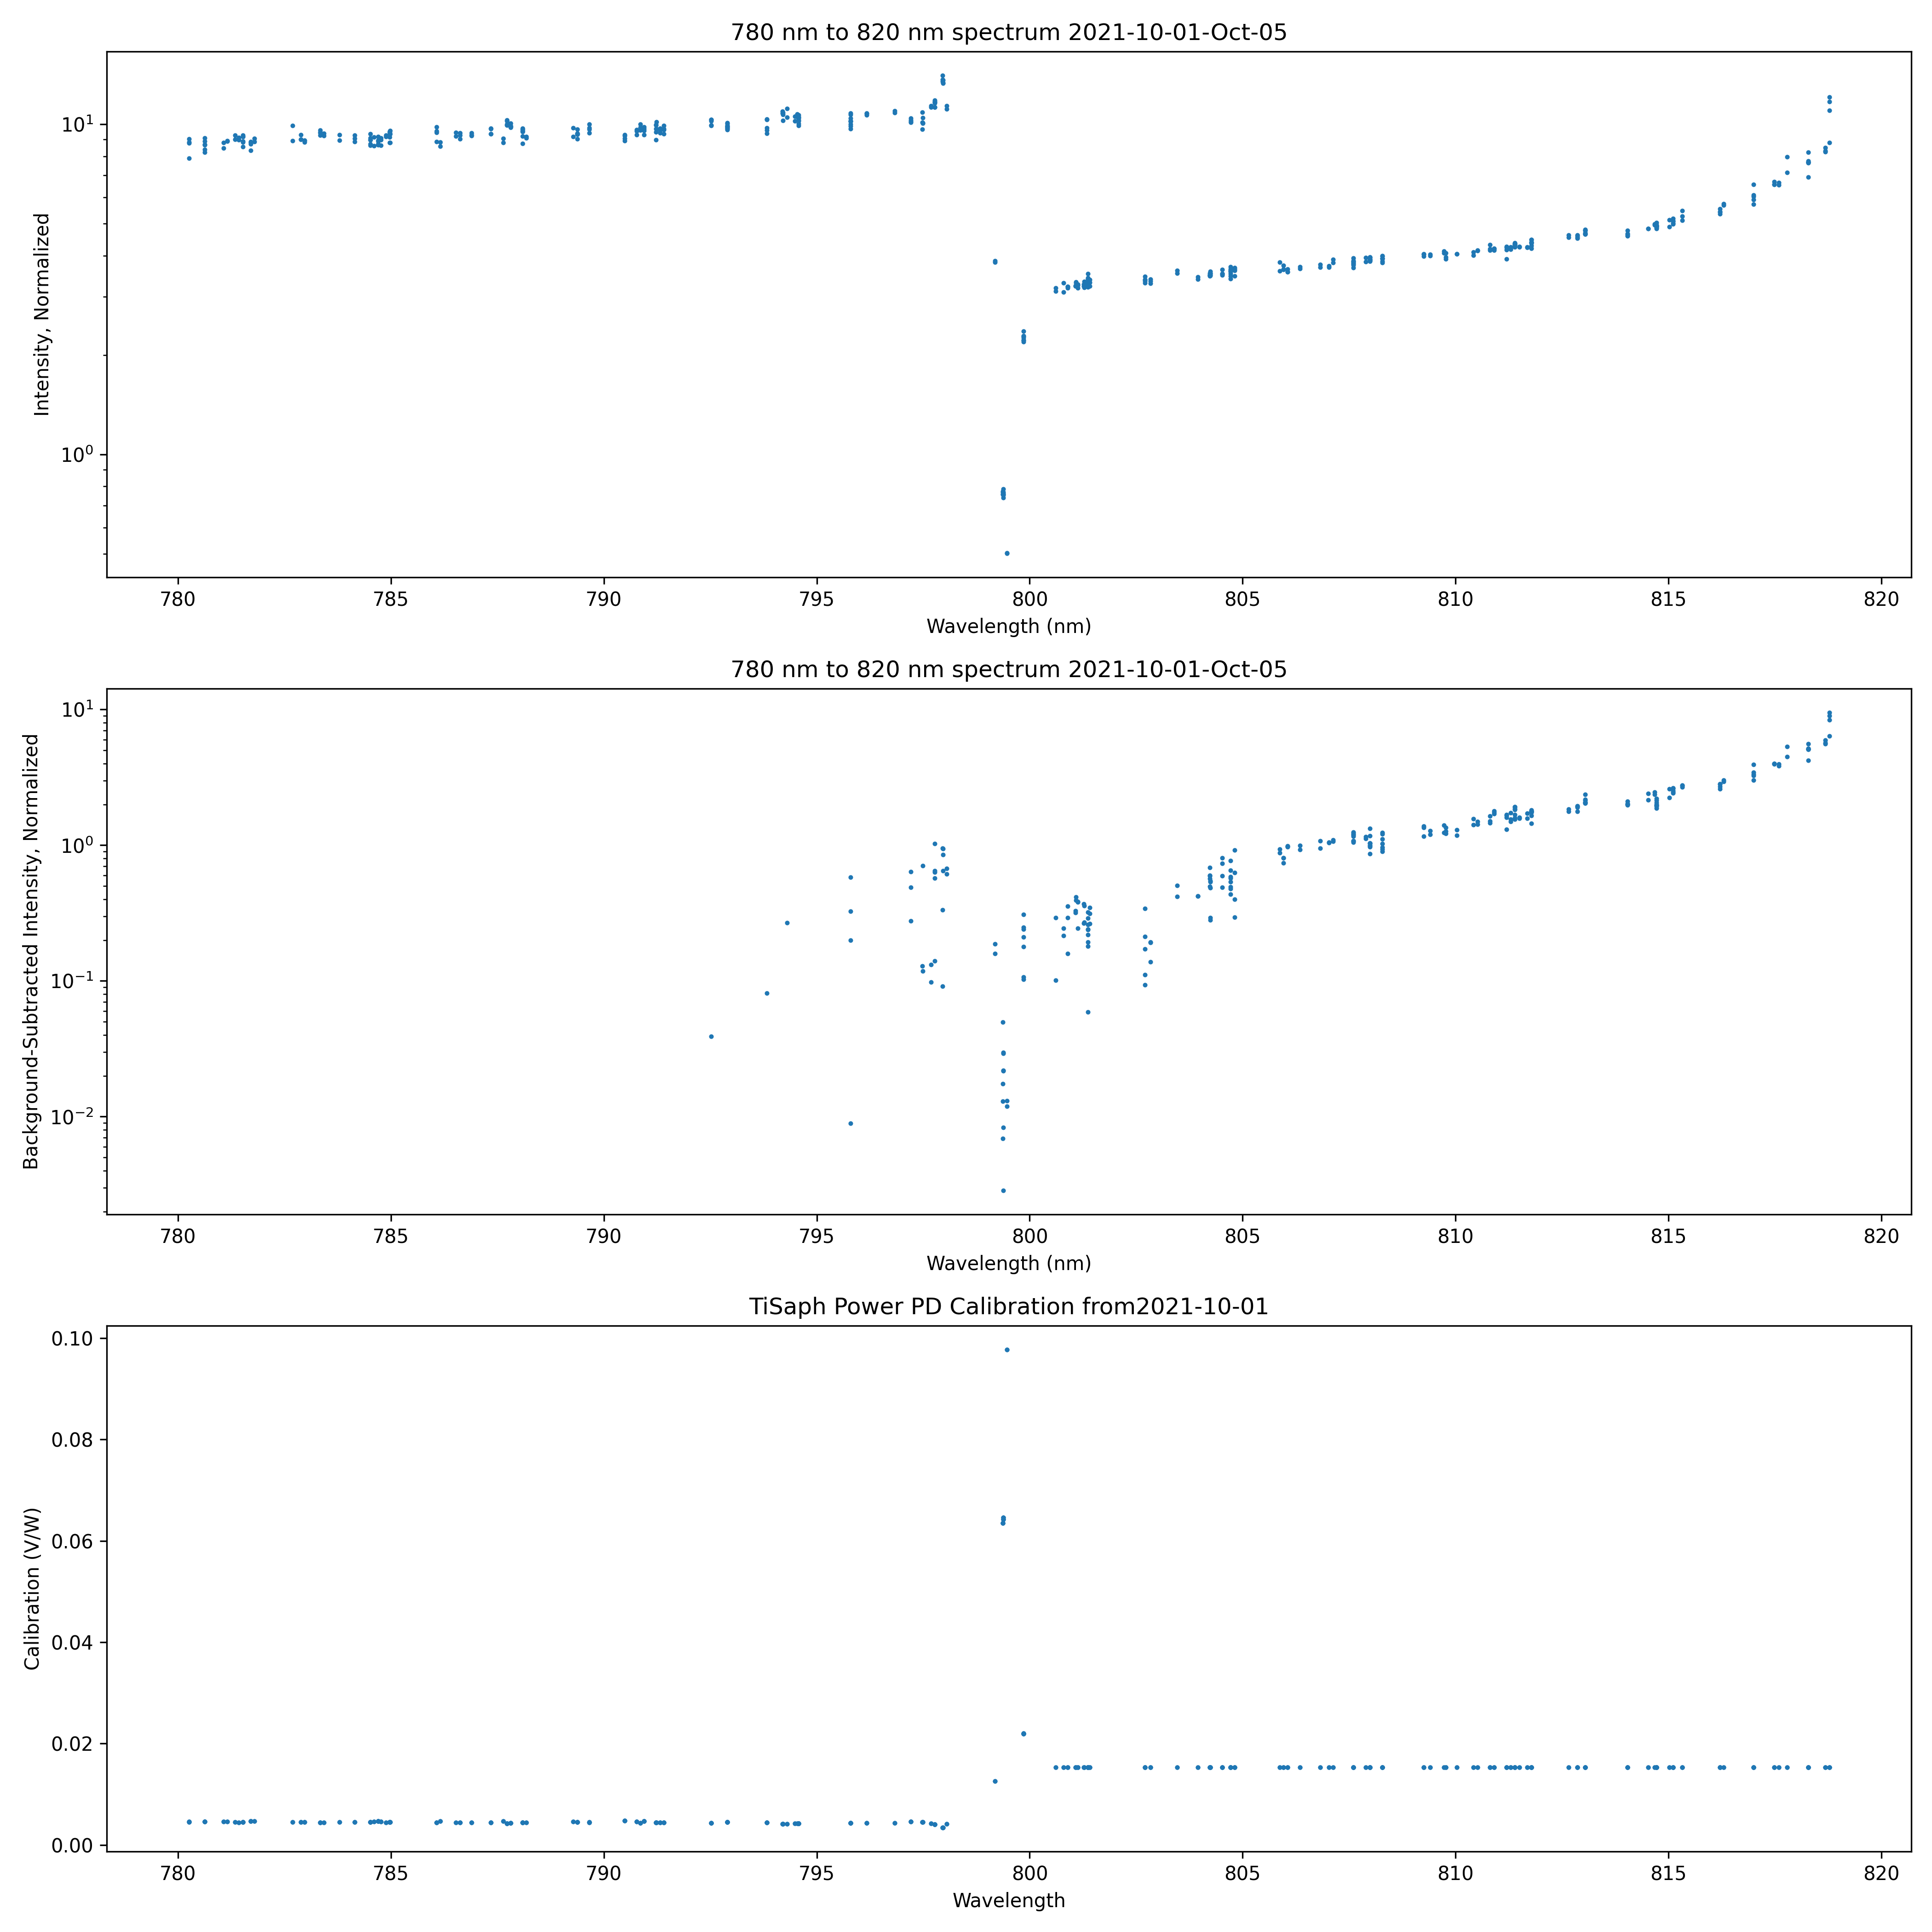 780 nm to 820 nm spectrum 2021-10-01-Oct-05
Intensity, Normalized
10¹
10⁰
780 785 790 795 800 805 810 815 820
Wavelength (nm)
780 nm to 820 nm spectrum 2021-10-01-Oct-05
Background-Subtracted Intensity, Normalized
10¹
10⁰
10⁻¹
10⁻²
780 785 790 795 800 805 810 815 820
Wavelength (nm)
TiSaph Power PD Calibration from2021-10-01
Calibration (V/W)
0.10
0.08
0.06
0.04
0.02
0.00
780 785 790 795 800 805 810 815 820
Wavelength